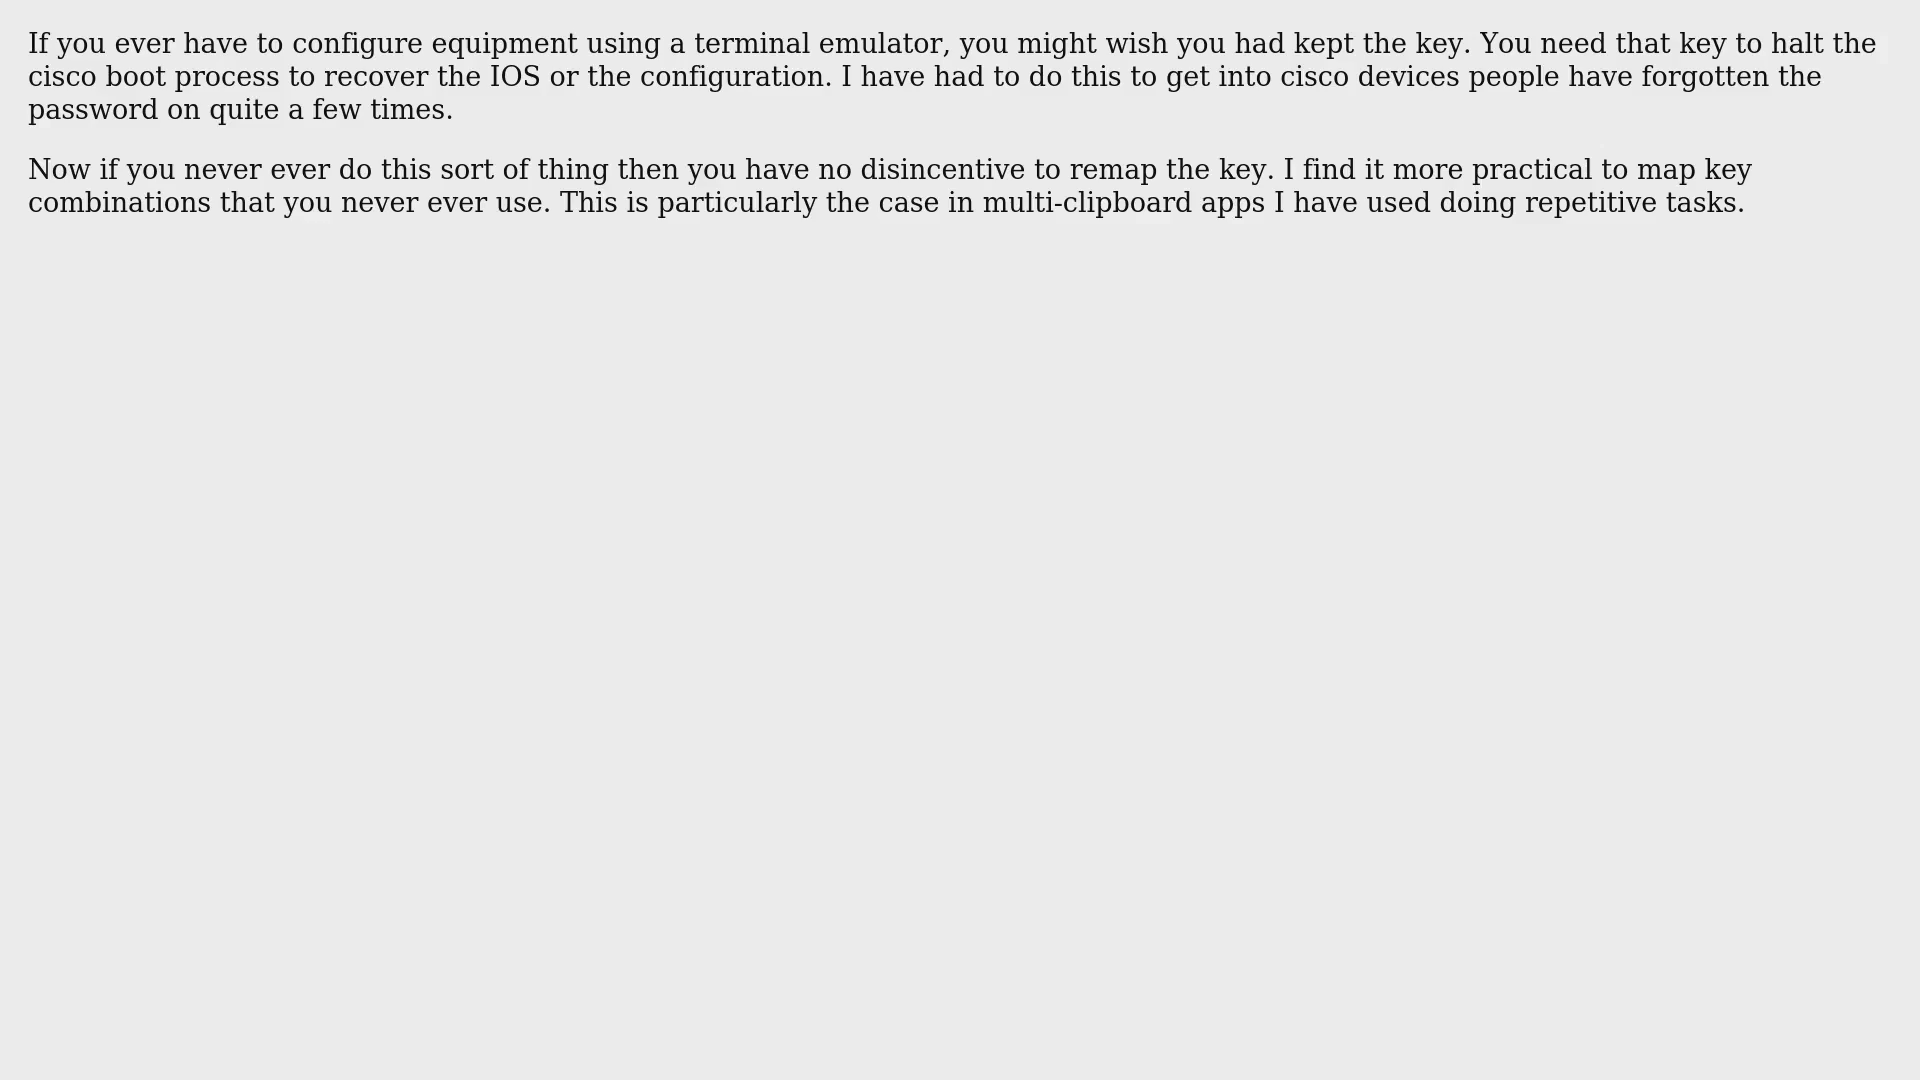 If you ever have to configure equipment using a terminal emulator, you might wish you had kept the key. You need that key to halt the
cisco boot process to recover the IOS or the configuration. I have had to do this to get into cisco devices people have forgotten the
password on quite a few times.
Now if you never ever do this sort of thing then you have no disincentive to remap the key. I find it more practical to map key
combinations that you never ever use. This is particularly the case in multi-clipboard apps I have used doing repetitive tasks.